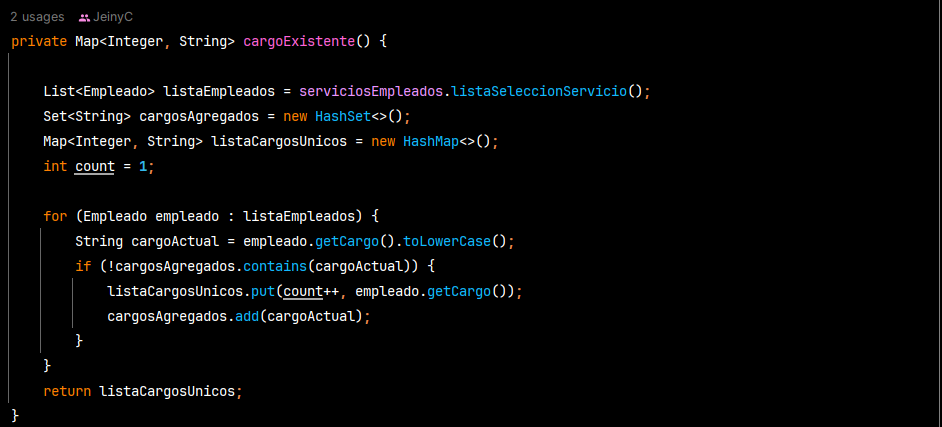 2 usages JeinyC
private Map<Integer, String> cargoExistente() {
List<Empleado> listaEmpleados = serviciosEmpleados.listaSeleccionServicio();
Set<String> cargosAgregados = new HashSet<>();
Map<Integer, String> listaCargosUnicos = new HashMap<>();
int count = 1;
for (Empleado empleado : listaEmpleados) {
String cargoActual = empleado.getCargo().toLowerCase();
if (!cargosAgregados.contains(cargoActual)) {
listaCargosUnicos.put(count++, empleado.getCargo());
cargosAgregados.add(cargoActual);
}
}
return listaCargosUnicos;
}